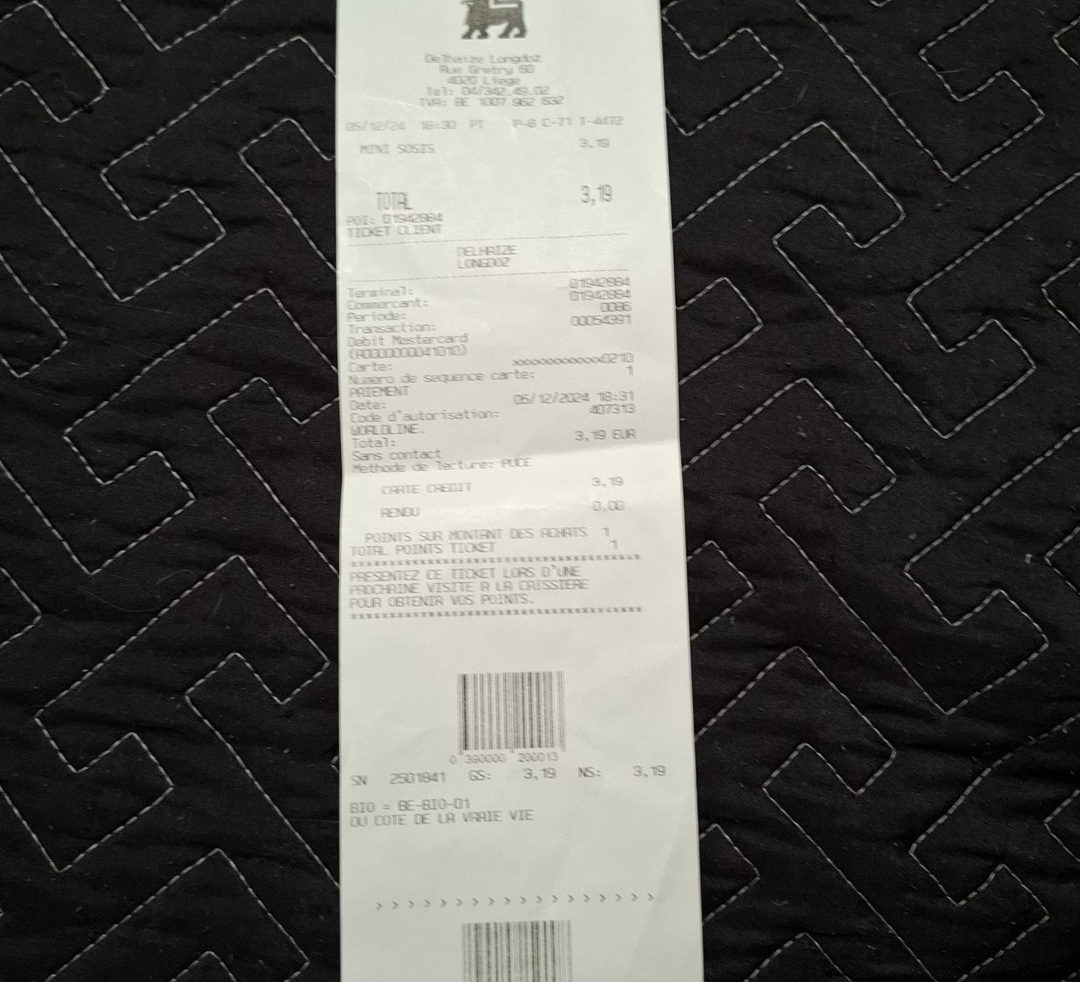 Delhaize Longdoz
Rue Gretry 60
4020 Liege
Tel: 04/342.49.02
TVA: BE 1007 962 632
05/12/24 18:30 PT P-6 C-71 T-4472
MINI SOSIS 3,19
TOTAL 3,19
POI: 01942884
TICKET CLIENT
DELHAIZE
LONGDOZ
Terminal: 01942884
Commercant: 01942884
Periode: 0086
Transaction: 00054391
Debit Mastercard
(A0000000041010)
Carte: xxxxxxxxxxxx0210
Numero de sequence carte: 1
PAIEMENT
Date: 05/12/2024 18:31
Code d'autorisation: 407313
WORLDLINE.
Total: 3,19 EUR
Sans contact
Methode de lecture: PUCE
CARTE CREDIT 3,19
RENDU 0,00
POINTS SUR MONTANT DES ACHATS 1
TOTAL POINTS TICKET 1
PRESENTEZ CE TICKET LORS D'UNE
PROCHAINE VISITE A LA CAISSIERE
POUR OBTENIR VOS POINTS.
0 390000 200013
SN 2501841 GS: 3,19 NS: 3,19
BIO = BE-BIO-01
DU COTE DE LA VRAIE VIE
> > > > > > > > > > > > > > > > > >